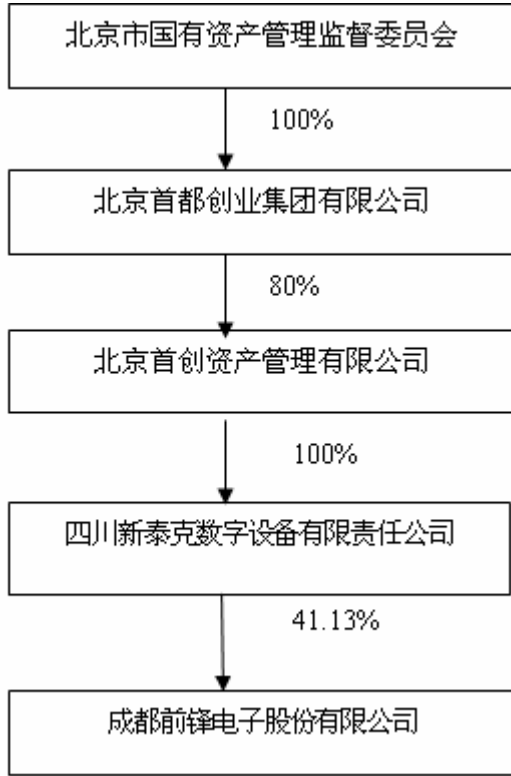 北京市国有资产管理监督委员会
100%
北京首都创业集团有限公司
80%
北京首创资产管理有限公司
100%
四川新泰克数字设备有限责任公司
41.13%
成都前锋电子股份有限公司